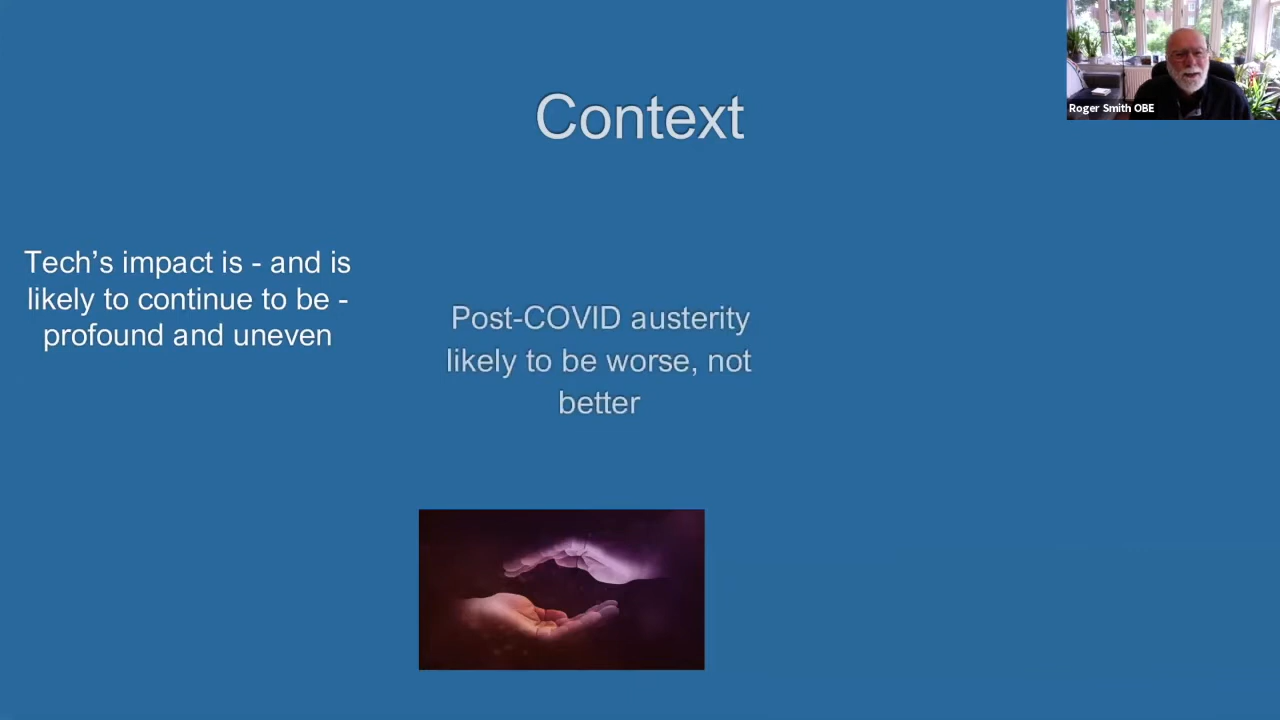 Context
Roger Smith OBE
Tech’s impact is - and is
likely to continue to be -
profound and uneven
Post-COVID austerity
likely to be worse, not
better